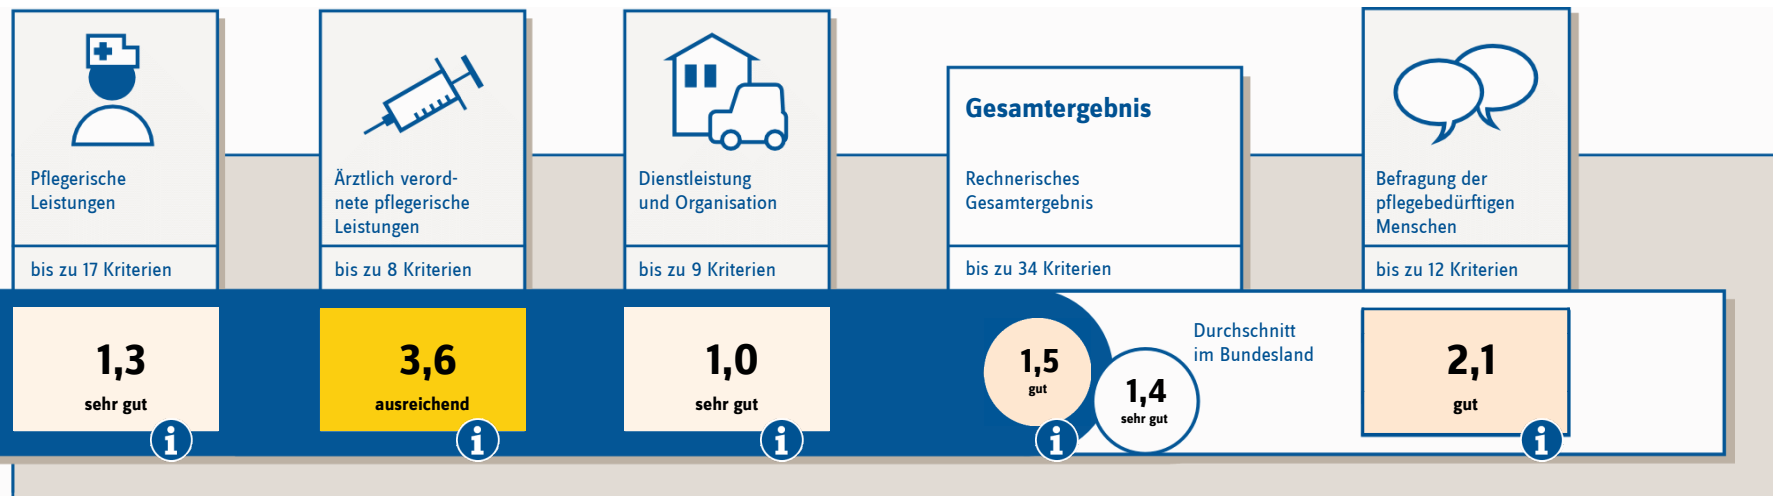 Pflegerische
Leistungen
bis zu 17 Kriterien
1,3
sehr gut
i
Ärztlich verord-
nete pflegerische
Leistungen
bis zu 8 Kriterien
3,6
ausreichend
i
Dienstleistung
und Organisation
bis zu 9 Kriterien
1,0
sehr gut
i
Gesamtergebnis
Rechnerisches
Gesamtergebnis
bis zu 34 Kriterien
1,5
gut
i
Durchschnitt
im Bundesland
1,4
sehr gut
Befragung der
pflegebedürftigen
Menschen
bis zu 12 Kriterien
2,1
gut
i